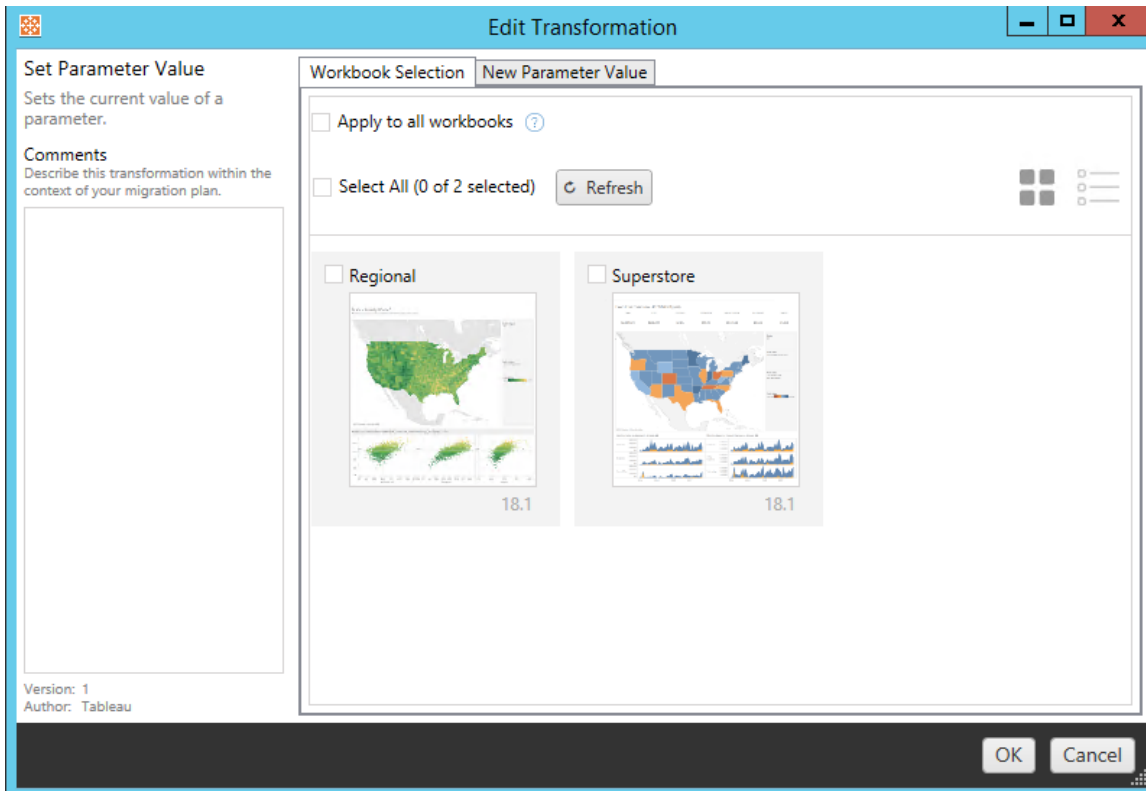 Edit Transformation
X
Set Parameter Value
Sets the current value of a
parameter.
Comments
Describe this transformation within the
context of your migration plan.
Version: 1
Author: Tableau
Workbook Selection
New Parameter Value
Apply to all workbooks ?
Select All (0 of 2 selected)
Refresh
Regional
18.1
Superstore
18.1
OK
Cancel